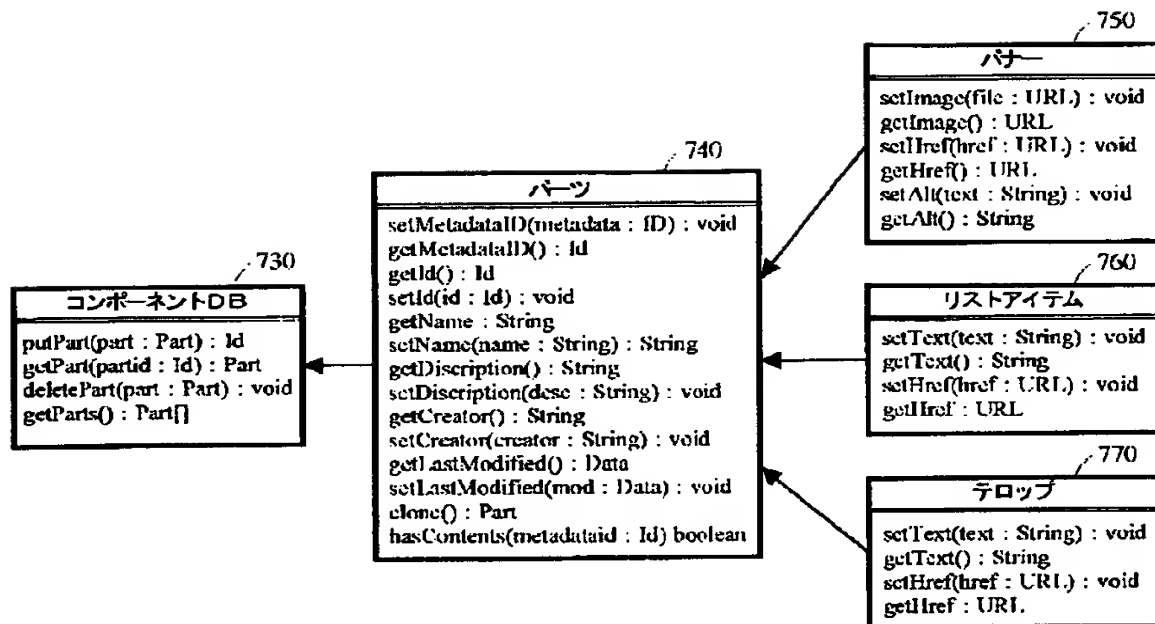 730
コンポーネントDB
putPart(part : Part) : Id
getPart(partid : Id) : Part
deletePart(part : Part) : void
getParts() : Part[]
740
パーツ
setMetadataID(metadata : ID) : void
getMetadataID() : Id
getId() : Id
setId(id : Id) : void
getName : String
setName(name : String) : String
getDiscription() : String
setDiscription(desc : String) : void
getCreator() : String
setCreator(creator : String) : void
getLastModified() : Data
setLastModified(mod : Data) : void
clone() : Part
hasContents(metadataid : Id) boolean
750
バナー
setImage(file : URL) : void
getImage() : URL
setHref(href : URL) : void
getHref() : URL
setAlt(text : String) : void
getAlt() : String
760
リストアイテム
setText(text : String) : void
getText() : String
setHref(href : URL) : void
getHref : URL
770
テロップ
setText(text : String) : void
getText() : String
setHref(href : URL) : void
getHref : URL